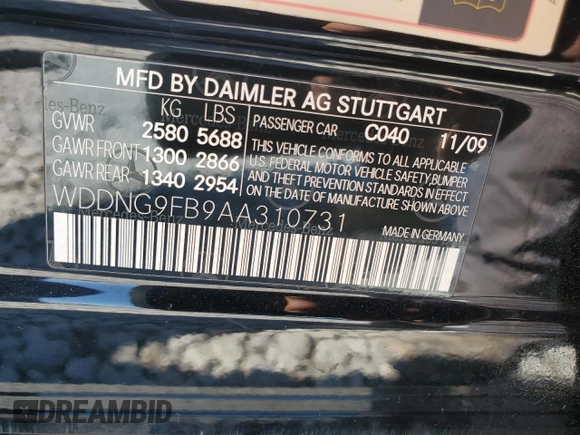 MFD BY DAIMLER AG STUTTGART
KG LBS
GVWR 2580 5688
GAWR FRONT 1300 2866
GAWR REAR- 1340 2954
PASSENGER CAR C040 11/09
THIS VEHICLE CONFORMS TO ALL APPLICABLE
U.S. FEDERAL MOTOR VEHICLE SAFETY,BUMPER
AND THEFT PREVENTION STANDARDS IN EFFECT
ON THE DATE OF MANUFACTURE SHOWN ABOVE
WDDNG9FB9AA310731
MADE IN GERMANY
DREAMBID